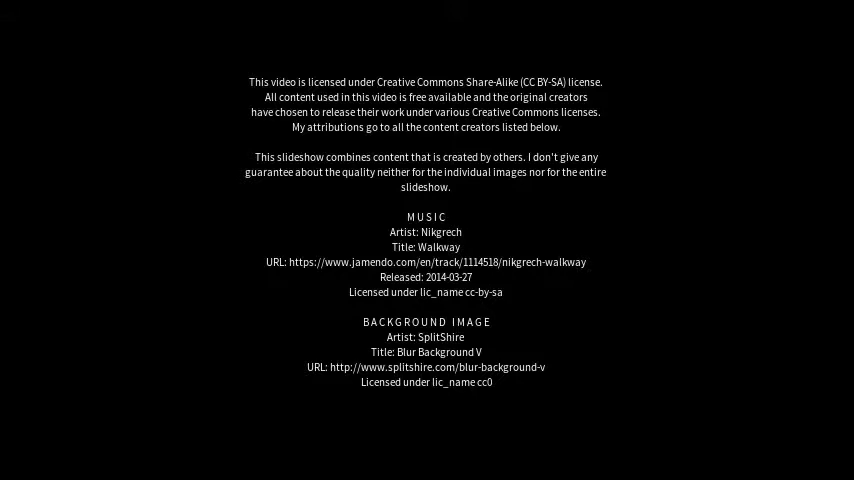 This video is licensed under Creative Commons Share-Alike (CC BY-SA) license.
All content used in this video is free available and the original creators
have chosen to release their work under various Creative Commons licenses.
My attributions go to all the content creators listed below.
This slideshow combines content that is created by others. I don't give any
guarantee about the quality neither for the individual images nor for the entire
slideshow.
MUSIC
Artist: Nikgrech
Title: Walkway
URL: https://www.jamendo.com/en/track/1114518/nikgrech-walkway
Released: 2014-03-27
Licensed under lic_name cc-by-sa
BACKGROUND IMAGE
Artist: SplitShire
Title: Blur Background V
URL: http://www.splitshire.com/blur-background-v
Licensed under lic_name cc0